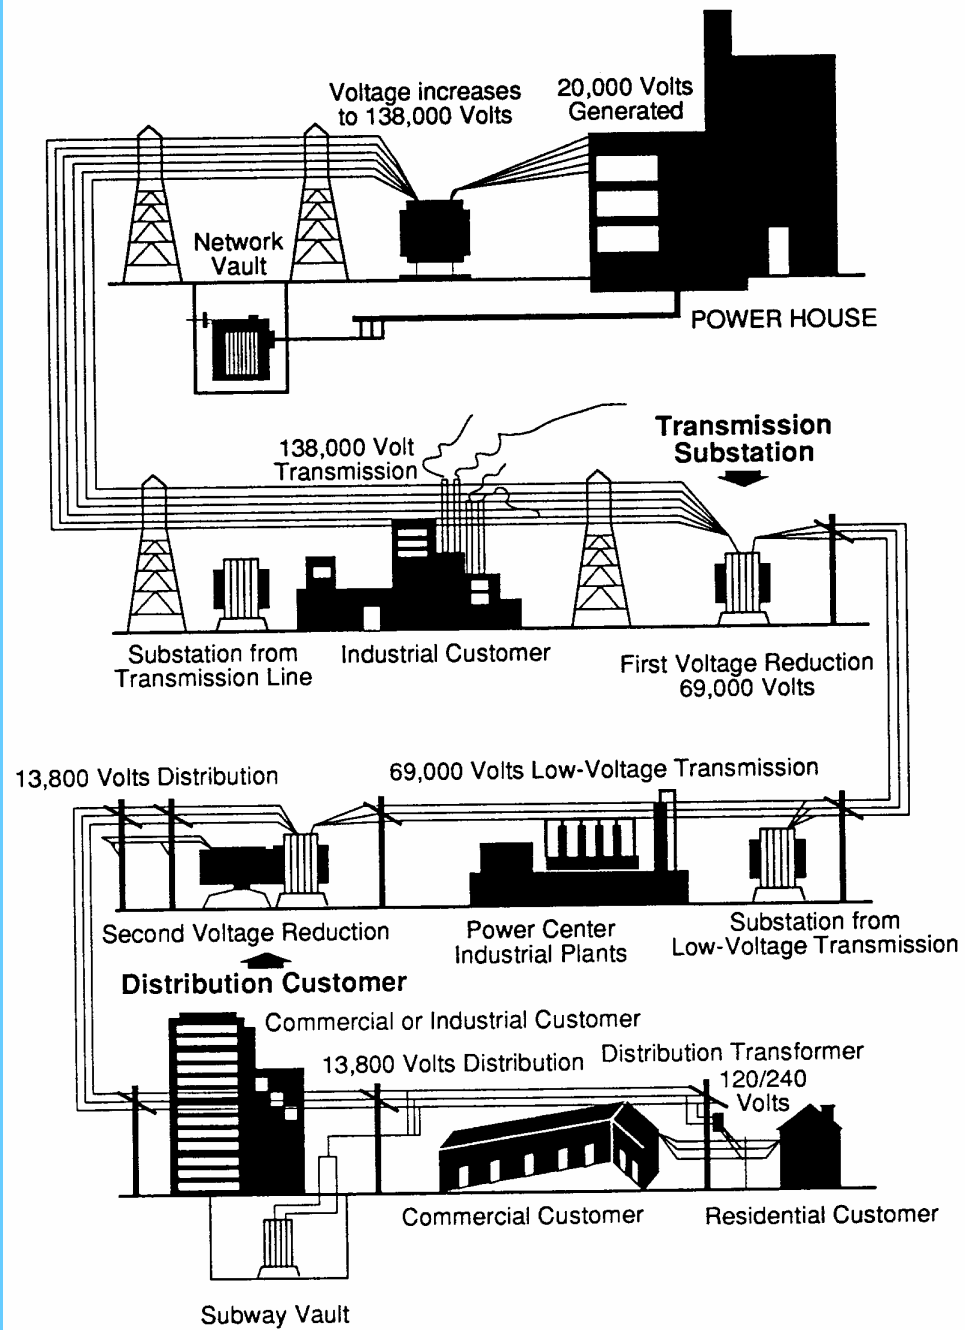 Voltage increases
to 138,000 Volts
20,000 Volts
Generated
Network
Vault
POWER HOUSE
138,000 Volt
Transmission
Transmission
Substation
Substation from
Transmission Line
Industrial Customer
First Voltage Reduction
69,000 Volts
13,800 Volts Distribution
69,000 Volts Low-Voltage Transmission
Second Voltage Reduction
Power Center
Industrial Plants
Substation from
Low-Voltage Transmission
Distribution Customer
Commercial or Industrial Customer
13,800 Volts Distribution
Distribution Transformer
120/240
Volts
Commercial Customer
Residential Customer
Subway Vault